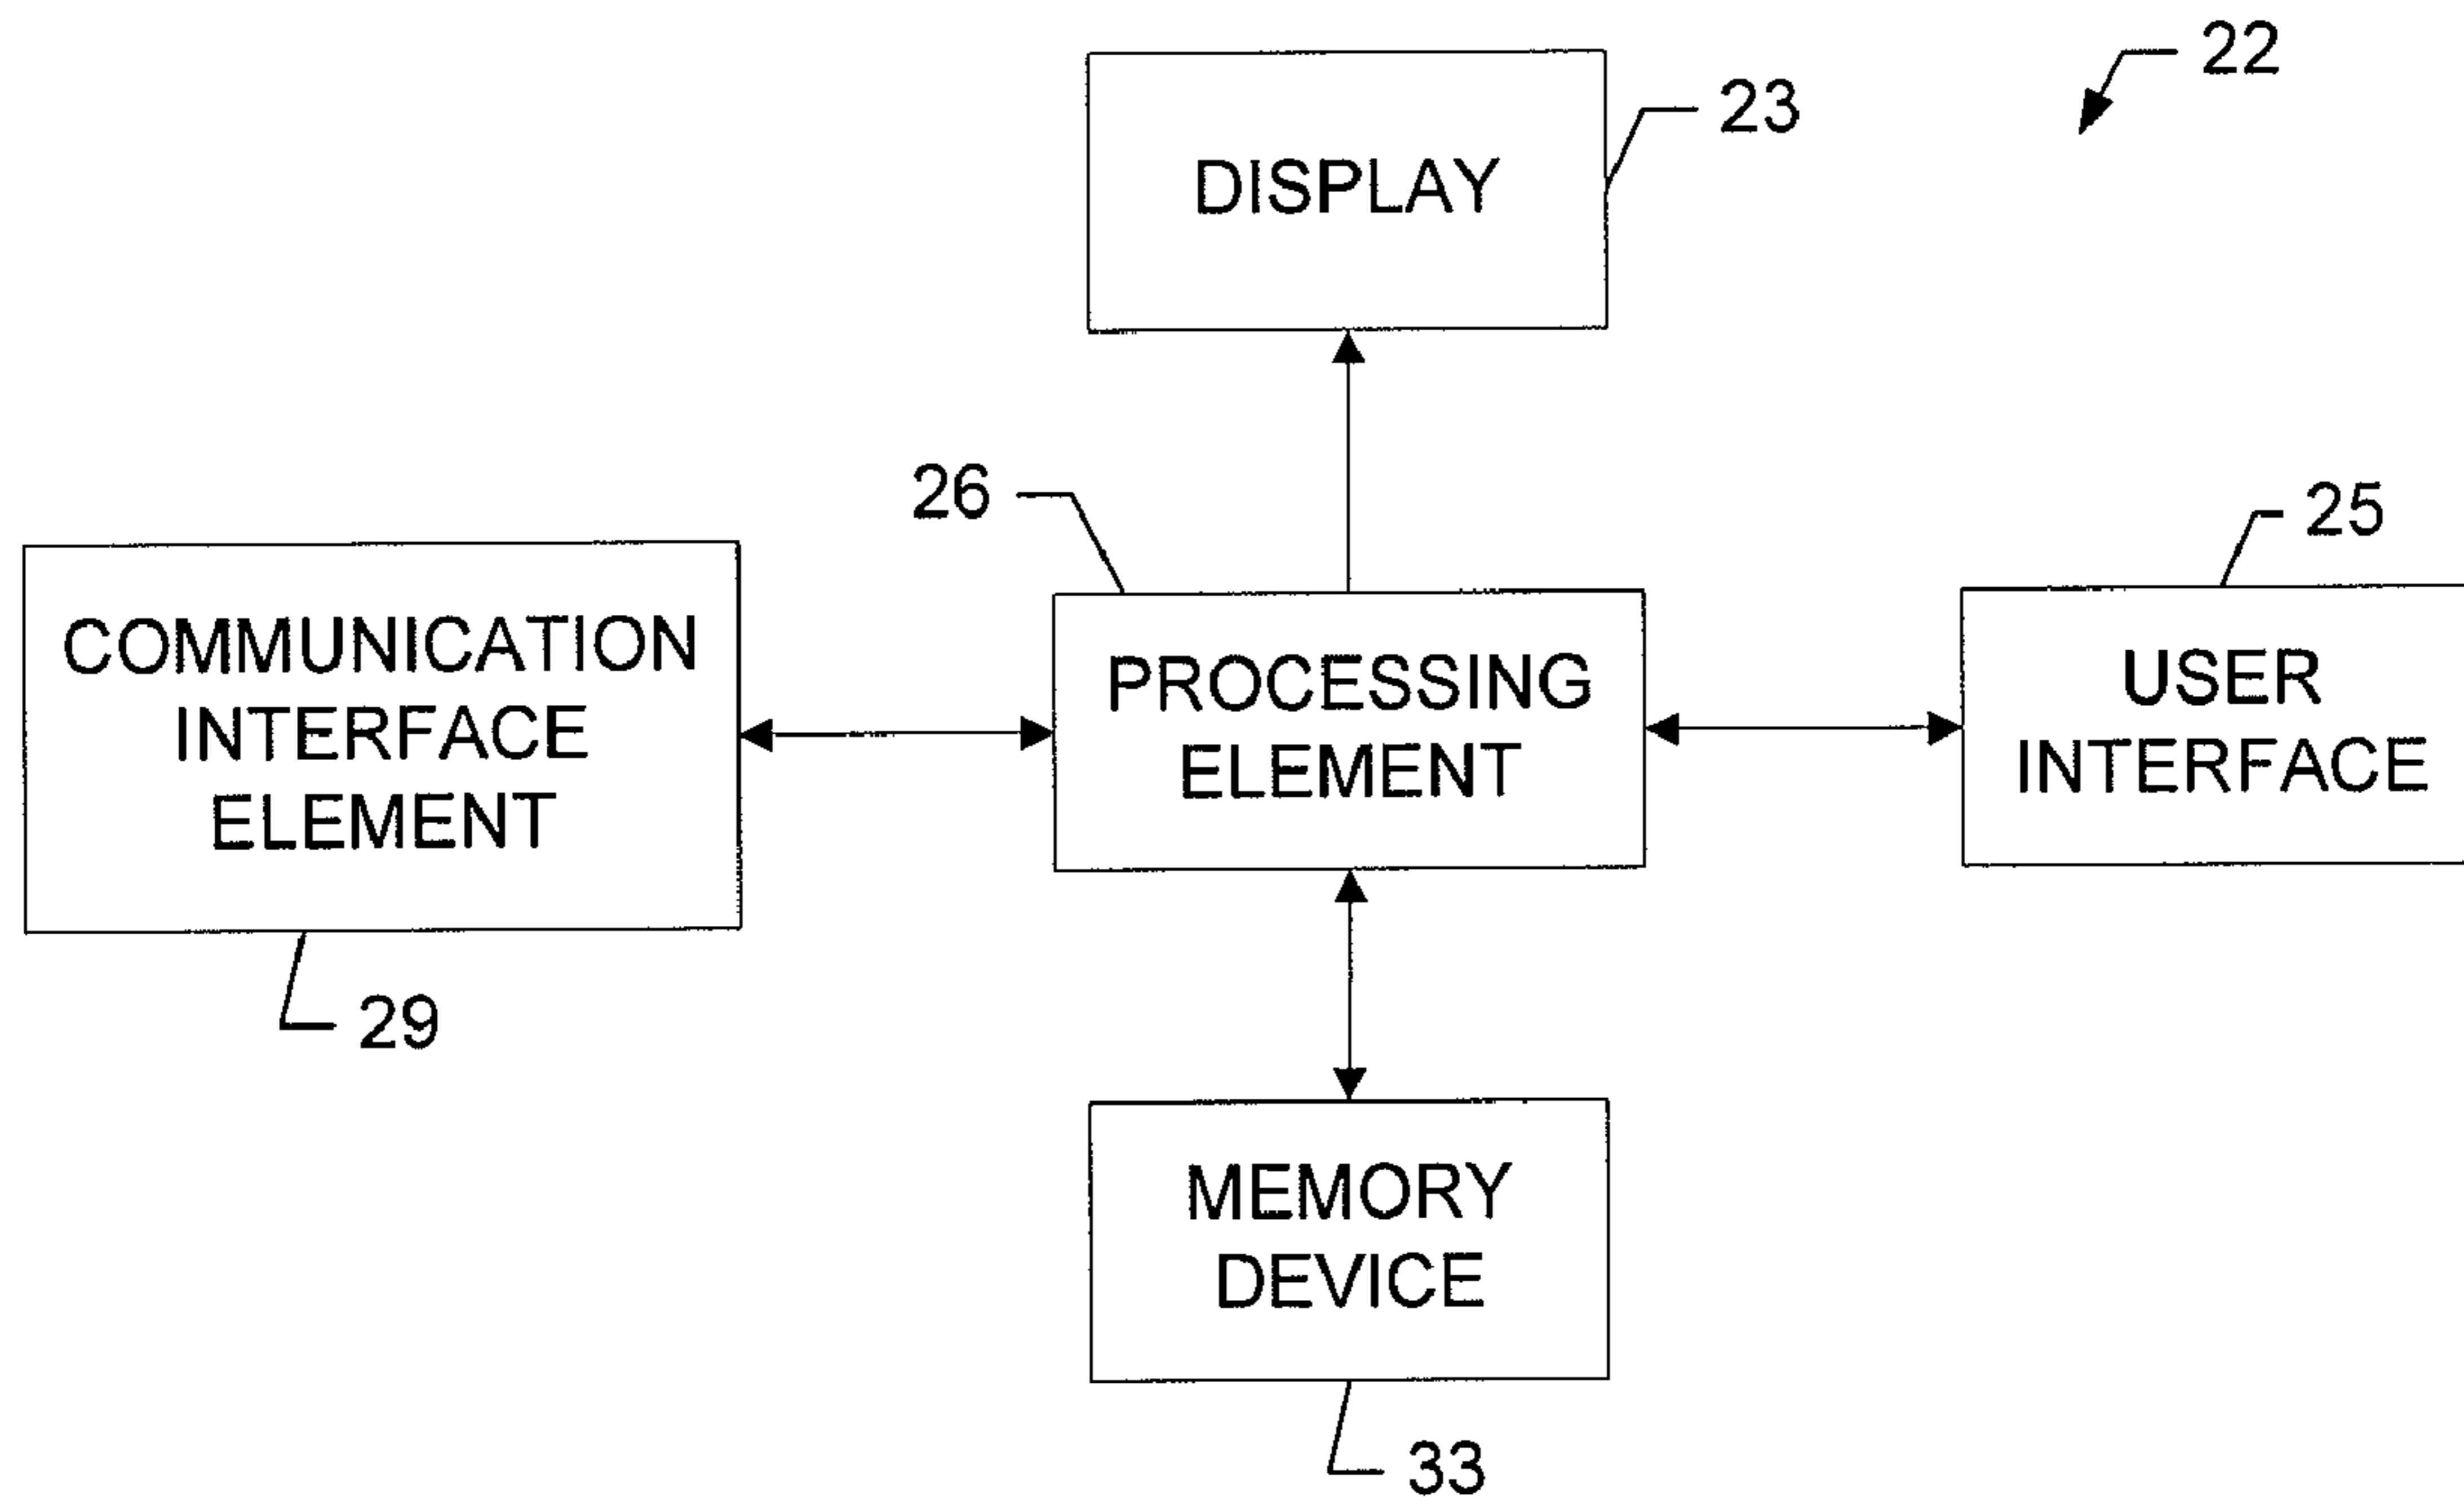 22
23
DISPLAY
26
25
COMMUNICATION
INTERFACE
ELEMENT
PROCESSING
ELEMENT
USER
INTERFACE
29
MEMORY
DEVICE
33